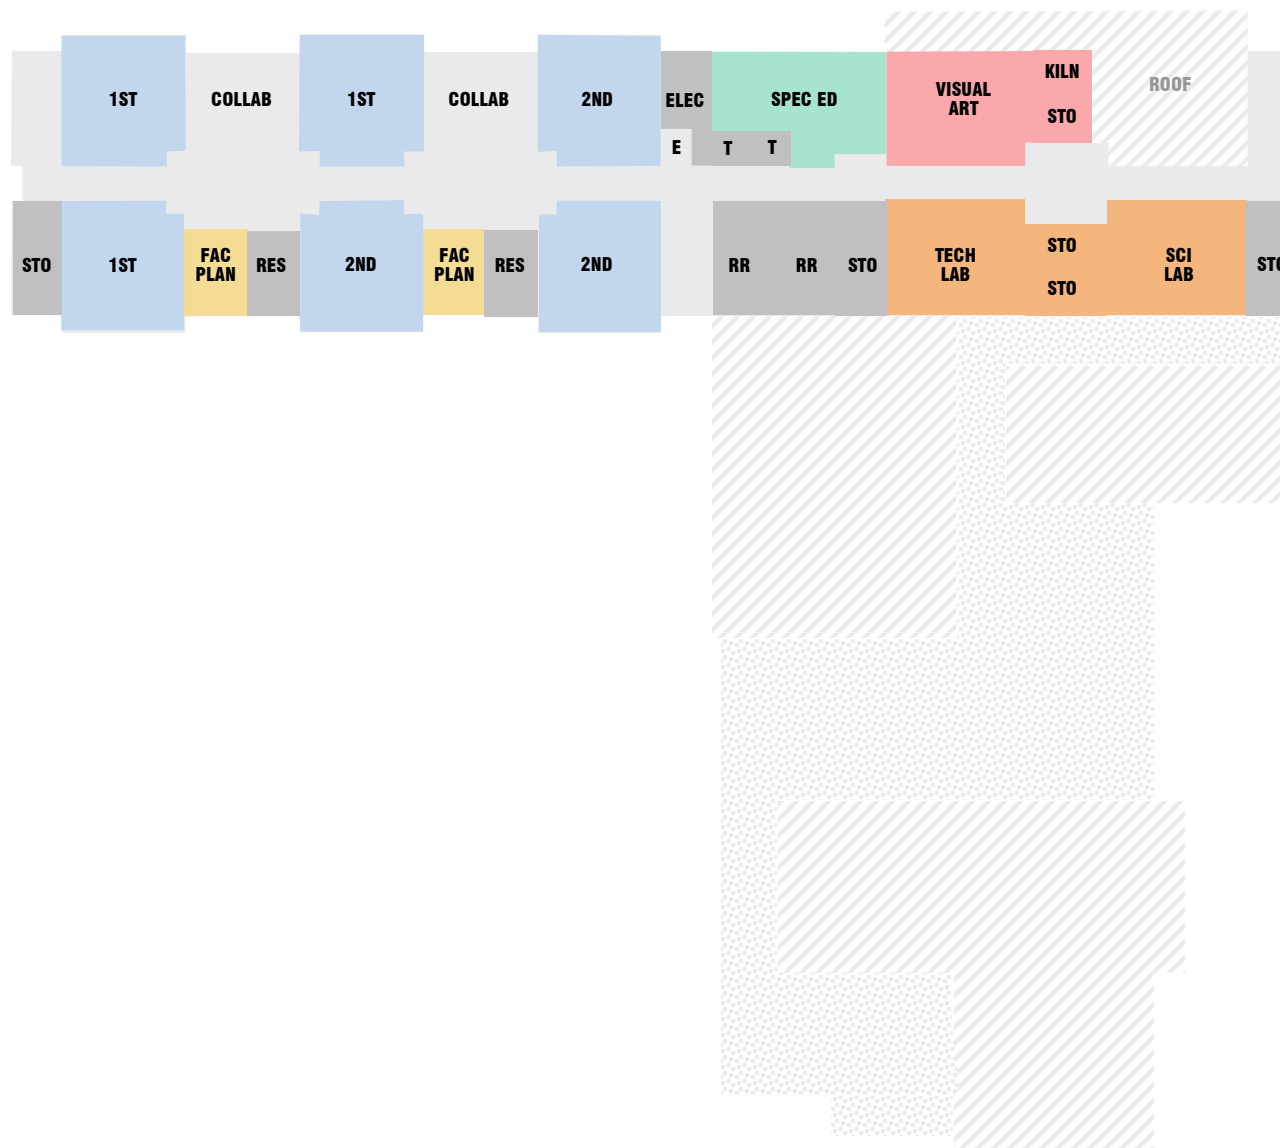 1ST
COLLAB
1ST
COLLAB
2ND
ELEC
SPEC ED
VISUAL
ART
KILN
STO
ROOF
E
T
T
STO
1ST
FAC
PLAN
RES
2ND
FAC
PLAN
RES
2ND
RR
RR
STO
TECH
LAB
STO
STO
SCI
LAB
STO